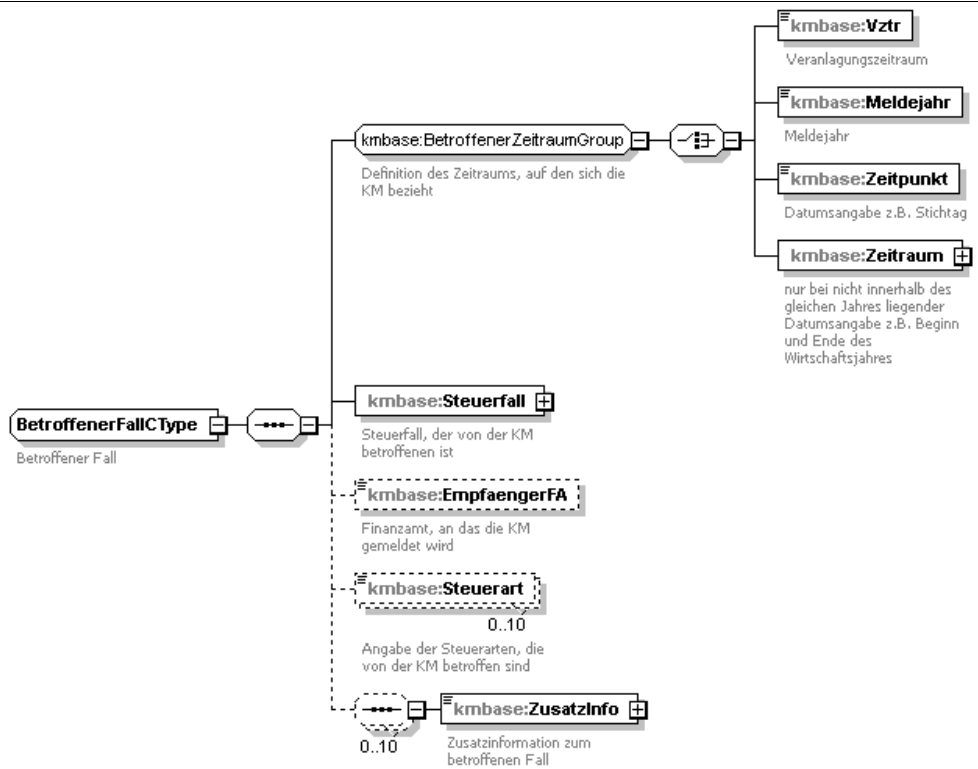 kmbase:Vztr
Veranlagungszeitraum
kmbase:Meldejahr
Meldejahr
kmbase:BetroffenerZeitraumGroup
Definition des Zeitraums, auf den sich die
KM bezieht
kmbase:Zeitpunkt
Datumsangabe z.B. Stichtag
kmbase:Zeitraum
nur bei nicht innerhalb des
gleichen Jahres liegender
Datumsangabe z.B. Beginn
und Ende des
Wirtschaftsjahres
BetroffenerFallCType
Betroffener Fall
kmbase:Steuerfall
Steuerfall, der von der KM
betroffenen ist
kmbase:EmpfaengerFA
Finanzamt, an das die KM
gemeldet wird
kmbase:Steuerart
0..10
Angabe der Steuerarten, die
von der KM betroffen sind
0..10
kmbase:ZusatzInfo
Zusatzinformation zum
betroffenen Fall